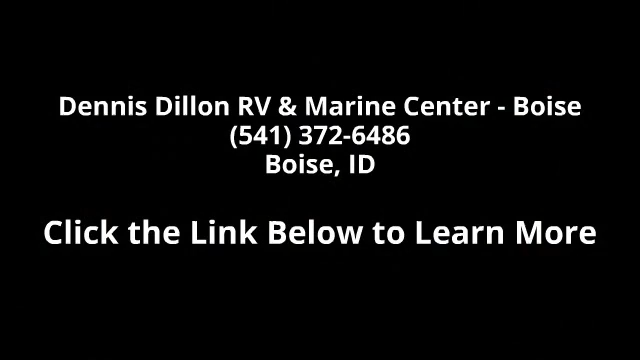 Dennis Dillon RV & Marine Center - Boise
(541) 372-6486
Boise, ID
Click the Link Below to Learn More